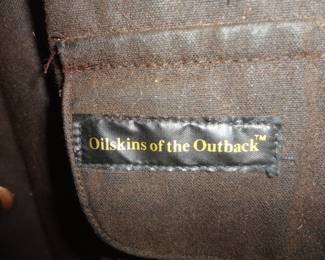 Oilskins of the Outback™